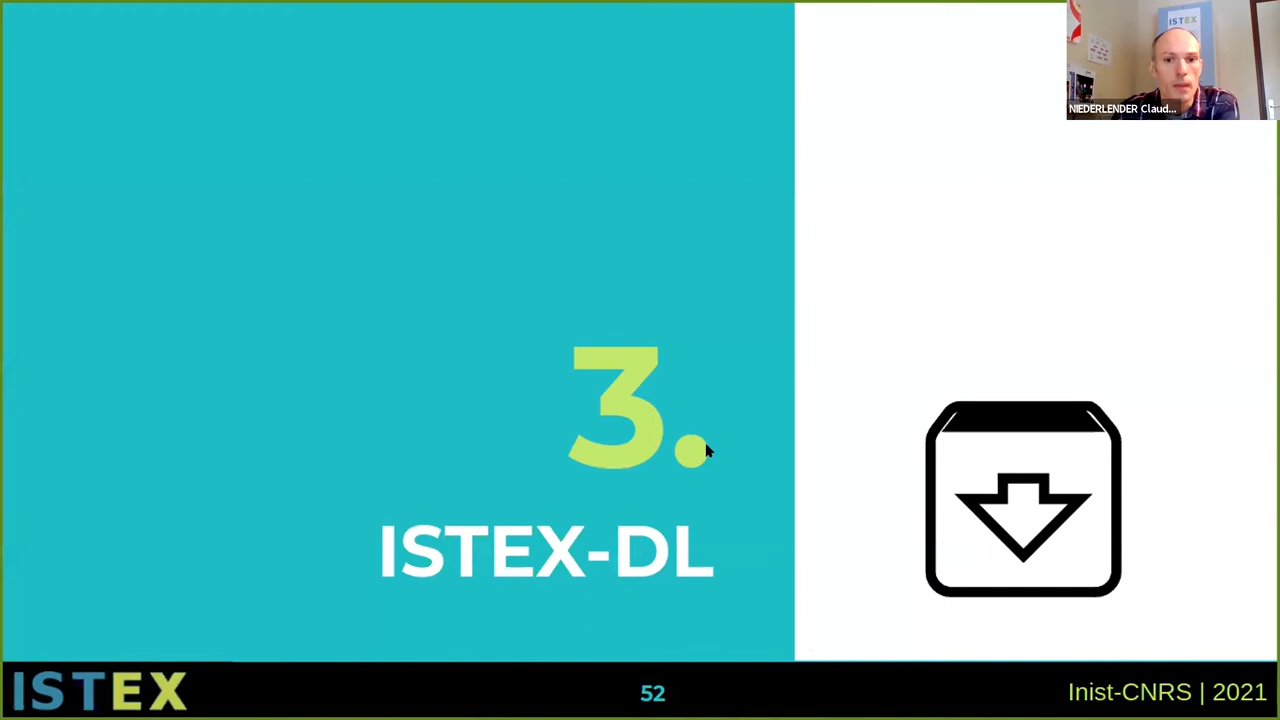 ISTEX
NIEDERLENDER Claud...
3.
ISTEX-DL
ISTEX
52
Inist-CNRS | 2021